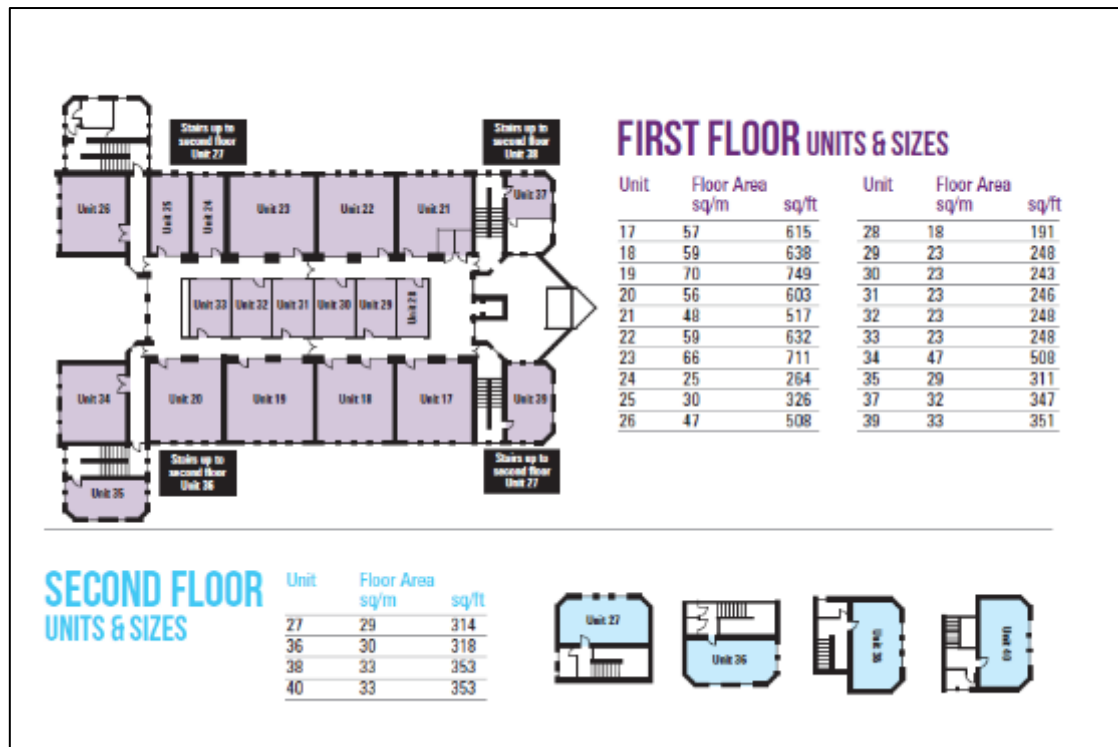 Stairs up to
second floor
Unit 27
Stairs up to
second floor
Unit 38
Unit 26
Unit 25
Unit 24
Unit 23
Unit 22
Unit 21
Unit 37
Unit 33
Unit 32
Unit 31
Unit 30
Unit 29
Unit 28
Unit 34
Unit 20
Unit 19
Unit 18
Unit 17
Unit 39
Unit 35
Stairs up to
second floor
Unit 36
Stairs up to
second floor
Unit 27
FIRST FLOOR UNITS & SIZES
Unit Floor Area
sq/m sq/ft
17 57 615
18 59 638
19 70 749
20 56 603
21 48 517
22 59 632
23 66 711
24 25 264
25 30 326
26 47 508
Unit Floor Area
sq/m sq/ft
28 18 191
29 23 248
30 23 243
31 23 246
32 23 248
33 23 248
34 47 508
35 29 311
37 32 347
39 33 351
SECOND FLOOR
UNITS & SIZES
Unit Floor Area
sq/m sq/ft
27 29 314
36 30 318
38 33 353
40 33 353
Unit 27
Unit 36
Unit 38
Unit 40